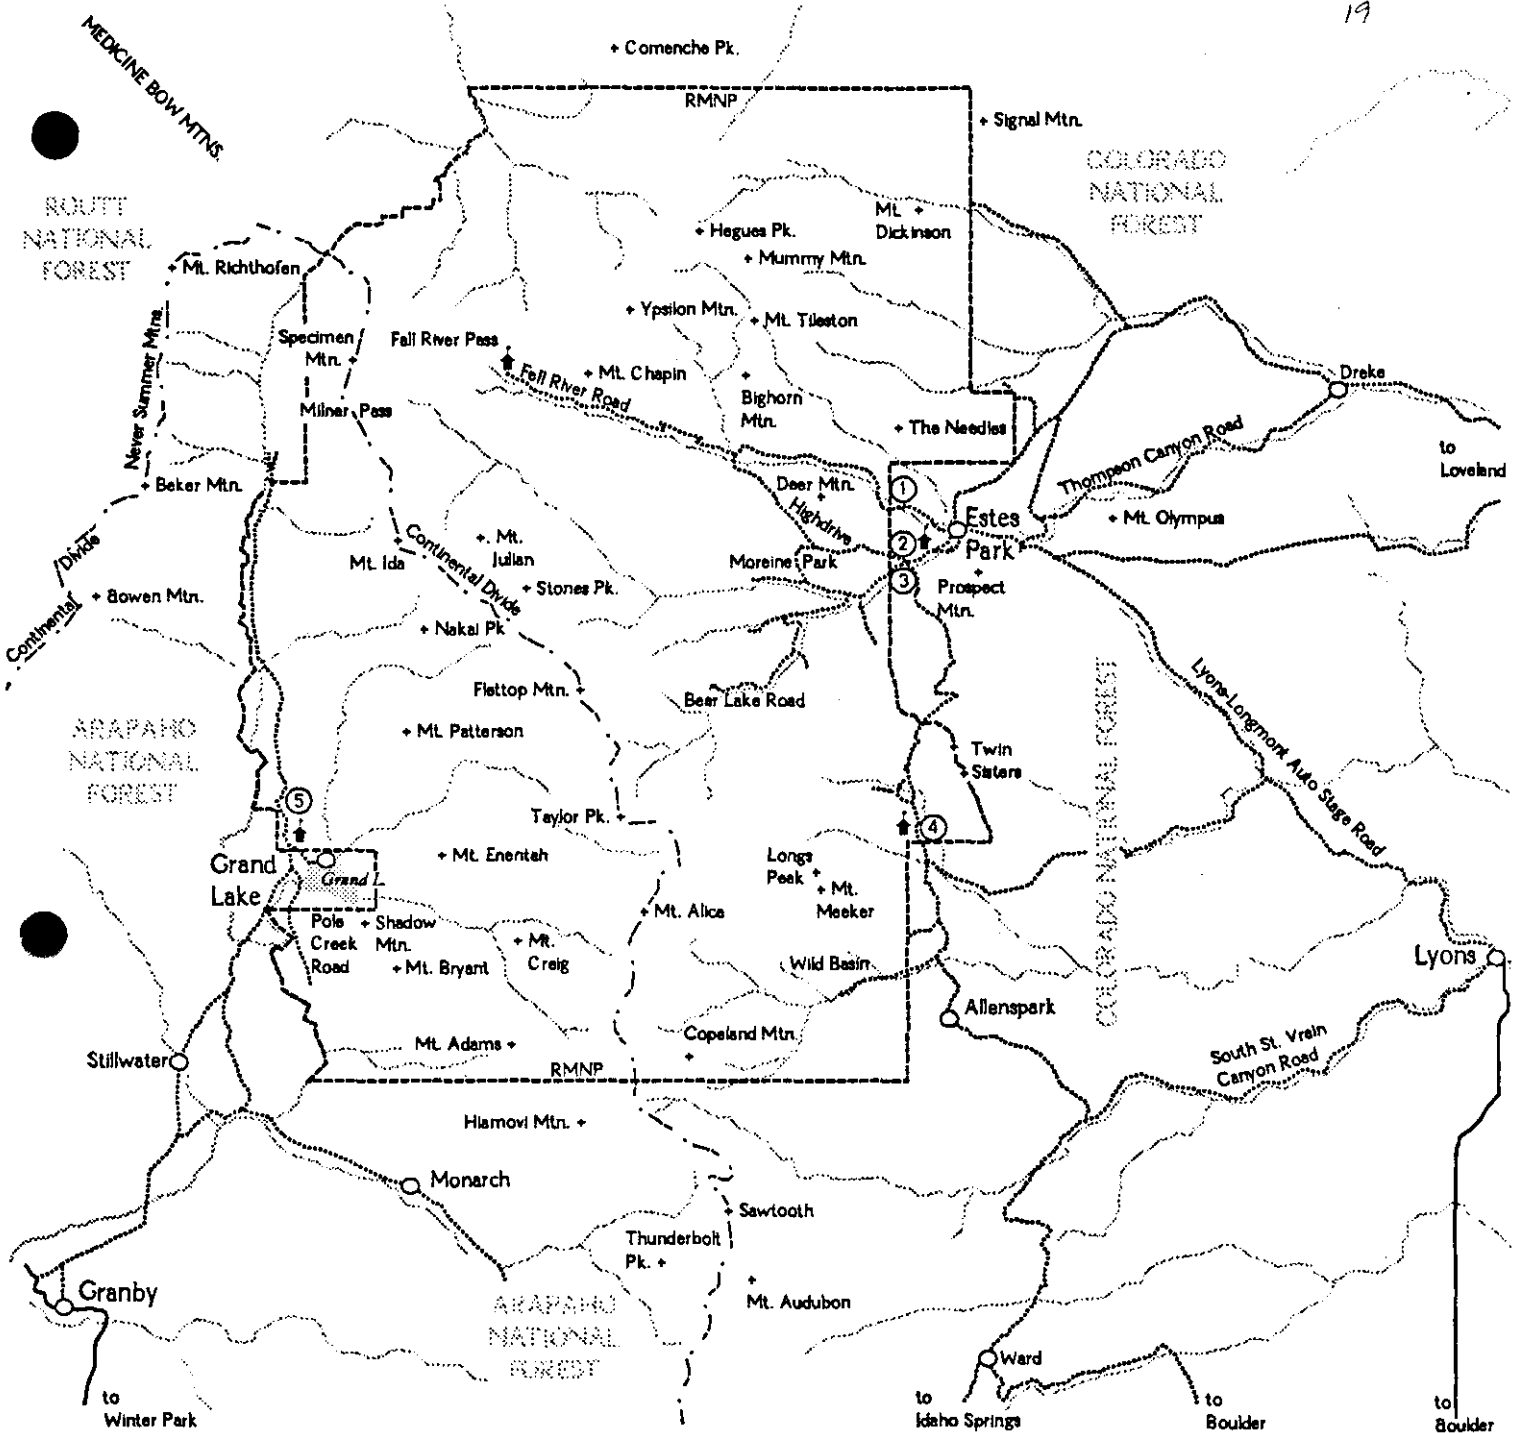 19
MEDICINE BOW MTNS.
+ Comenche Pk.
RMNP
+ Signal Mtn.
COLORADO
NATIONAL
FOREST
ROUTT
NATIONAL
FOREST
Mt. +
Dickinson
+ Hagues Pk.
+ Mummy Mtn.
+ Mt. Richthofen
+ Ypsilon Mtn.
+ Mt. Tileston
Never Summer Mtns.
Specimen
Mtn. +
Fall River Pass
+ Mt. Chapin
Fall River Road
Bighorn
Mtn.
Drake
Milner Pass
+ The Needles
Thompson Canyon Road
to
Loveland
+ Baker Mtn.
Deer Mtn.
+
1
Highdrive
Estes
Park
+ Mt. Olympus
2
Continental Divide
Mt. Ida
Continental Divide
+ Mt.
Julian
Moraine Park
3
+ Stones Pk.
Prospect
Mtn.
+ Bowen Mtn.
+ Nakai Pk
Flattop Mtn. +
Bear Lake Road
Lyons-Longmont Auto Stage Road
COLORADO NATIONAL FOREST
ARAPAHO
NATIONAL
FOREST
+ Mt. Patterson
Twin
Sisters
5
Taylor Pk. +
4
Grand
Lake
Grand L.
+ Mt. Enentah
Longs
Peak +
+ Mt.
Meeker
Pole
Creek
Road
+ Shadow
Mtn.
+ Mt. Alice
+ Mt.
Craig
+ Mt. Bryant
Wild Basin
Lyons
Allenspark
Mt. Adams +
Copeland Mtn.
+
South St. Vrain
Canyon Road
Stillwater
RMNP
Hiamovi Mtn. +
Monarch
+ Sawtooth
Thunderbolt
Pk. +
Granby
+
Mt. Audubon
ARAPAHO
NATIONAL
FOREST
Ward
to
Winter Park
to
Idaho Springs
to
Boulder
to
Boulder